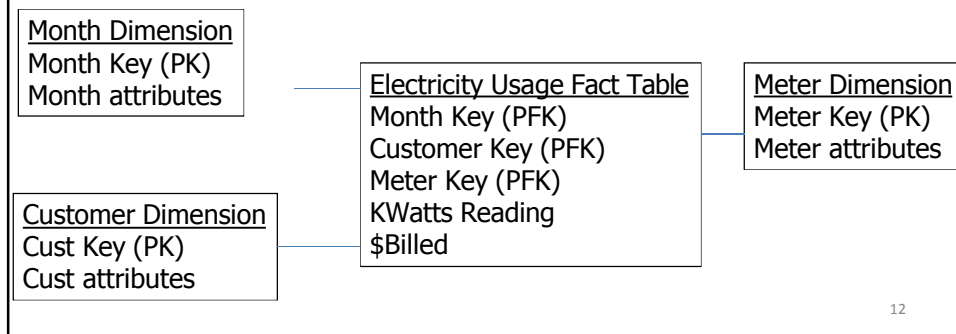 Month Dimension
Month Key (PK)
Month attributes
Electricity Usage Fact Table
Month Key (PFK)
Customer Key (PFK)
Meter Key (PFK)
KWatts Reading
$Billed
Meter Dimension
Meter Key (PK)
Meter attributes
Customer Dimension
Cust Key (PK)
Cust attributes
12